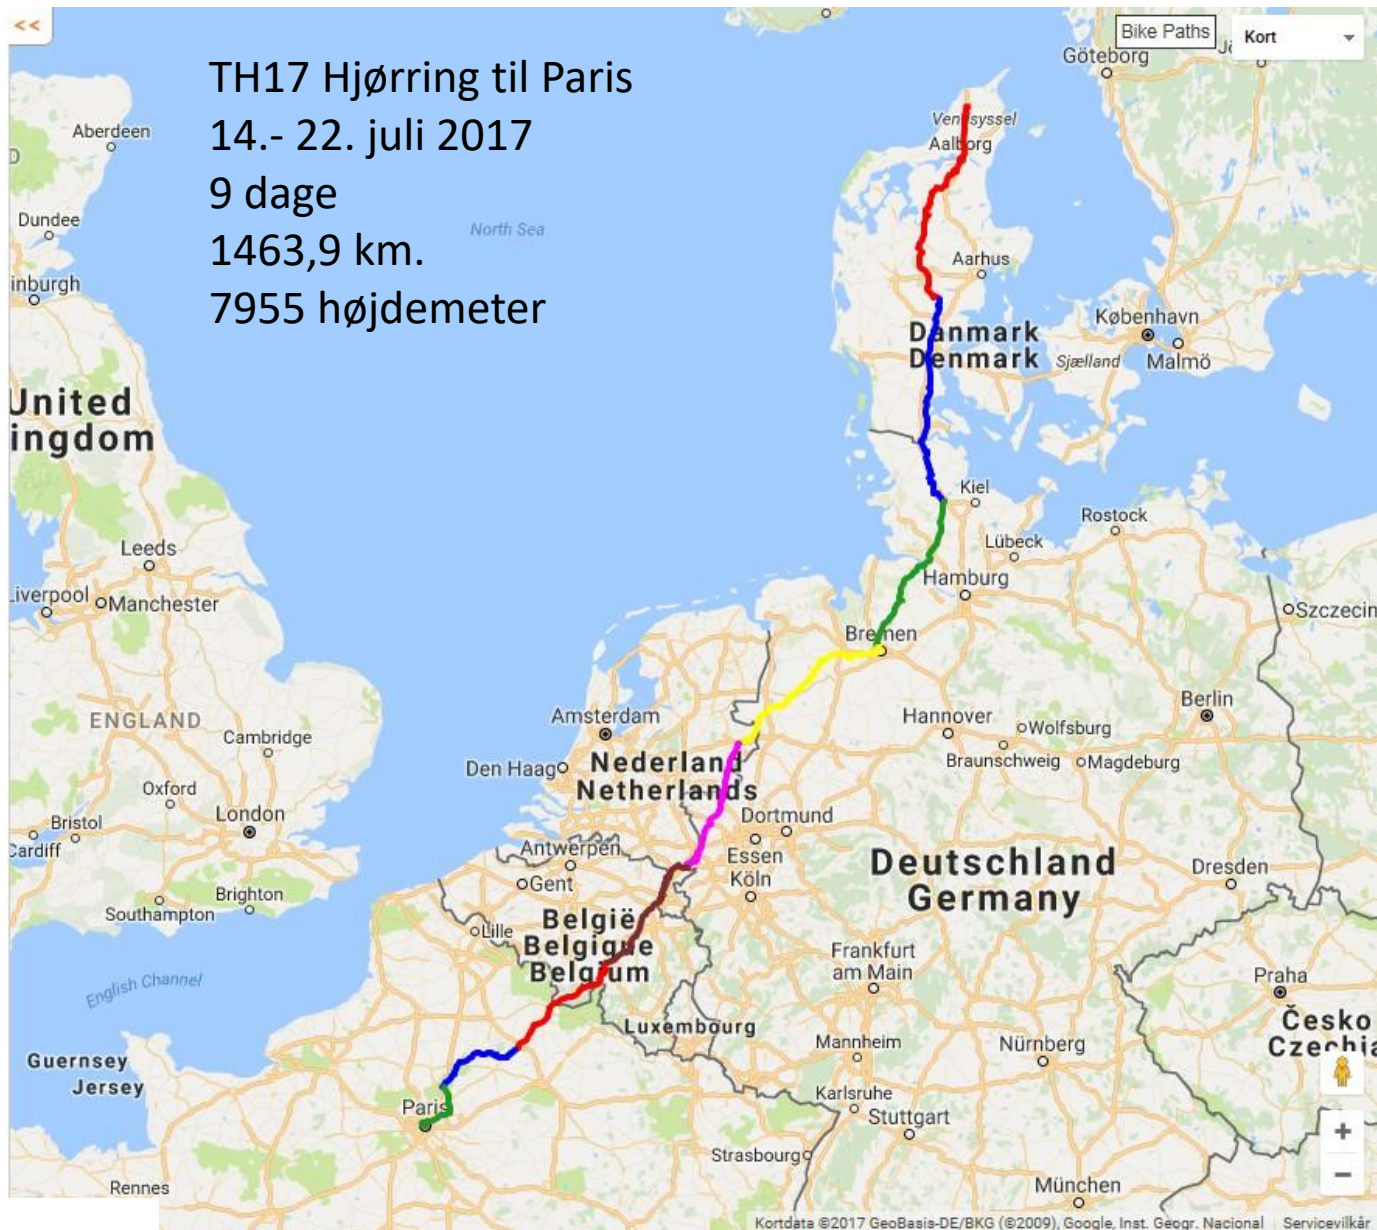 <<
Bike Paths
Kort
Göteborg
TH17 Hjørring til Paris
14.- 22. juli 2017
9 dage
1463,9 km.
7955 højdemeter
Aberdeen
Dundee
inburgh
North Sea
Aalborg
Aarhus
Danmark
Denmark
København
Sjælland
Malmö
United
ingdom
Kiel
Rostock
Lübeck
Hamburg
Leeds
Liverpool
Manchester
Szczecin
Bremen
Berlin
ENGLAND
Cambridge
Amsterdam
Hannover
Wolfsburg
Den Haag
Nederland
Netherlands
Braunschweig
Magdeburg
Oxford
London
Bristol
Cardiff
Dortmund
Antwerpen
Essen
Gent
Köln
Deutschland
Germany
Dresden
Brighton
Southampton
Lille
België
Belgique
Belgium
Frankfurt
am Main
Praha
English Channel
Luxembourg
Česko
Czechia
Guernsey
Jersey
Mannheim
Nürnberg
Paris
Karlsruhe
Stuttgart
Strasbourg
Rennes
München
+
−
Kortdata ©2017 GeoBasis-DE/BKG (©2009), Google, Inst. Geogr. Nacional
Servicevilkår